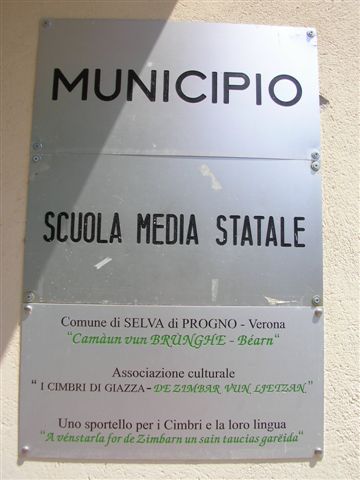 MUNICIPIO
SCUOLA MEDIA STATALE
Comune di SELVA di PROGNO - Verona
"Camàun vun BRUNGHE - Béarn"
Associazione culturale
"I CIMBRI DI GIAZZA - DE ZIMBAR VUN LJETZAN"
Uno sportello per i Cimbri e la loro lingua
"A vénstarla for de Zimbarn un sain taucias garëida"